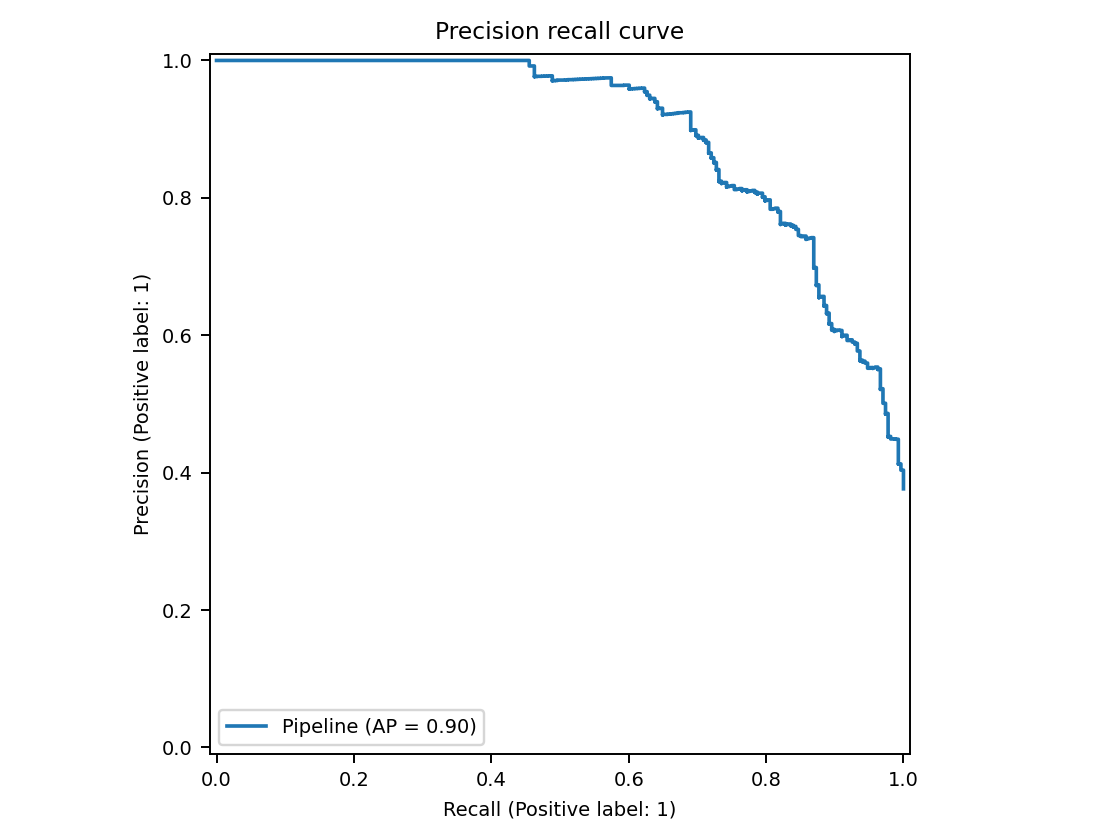 Precision recall curve
1.0
0.8
0.6
0.4
0.2
0.0
Precision (Positive label: 1)
Pipeline (AP = 0.90)
0.0 0.2 0.4 0.6 0.8 1.0
Recall (Positive label: 1)